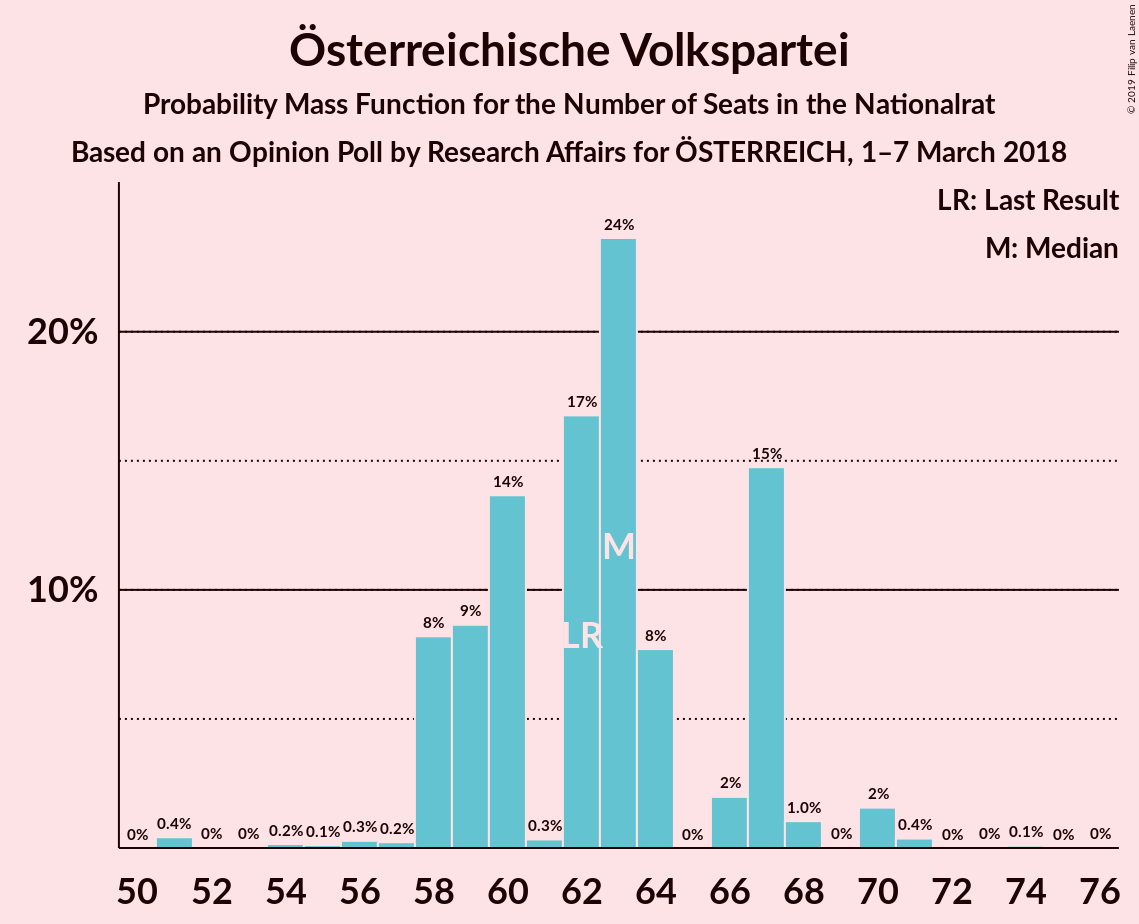 Österreichische Volkspartei
Probability Mass Function for the Number of Seats in the Nationalrat
Based on an Opinion Poll by Research Affairs for ÖSTERREICH, 1–7 March 2018
© 2019 Filip van Laenen
LR: Last Result
M: Median
20%
10%
0% 0.4% 0% 0% 0.2% 0.1% 0.3% 0.2% 8% 9% 14% 0.3% 17% 24% 8% 0% 2% 15% 1.0% 0% 2% 0.4% 0% 0% 0.1% 0% 0%
M
LR
50 52 54 56 58 60 62 64 66 68 70 72 74 76